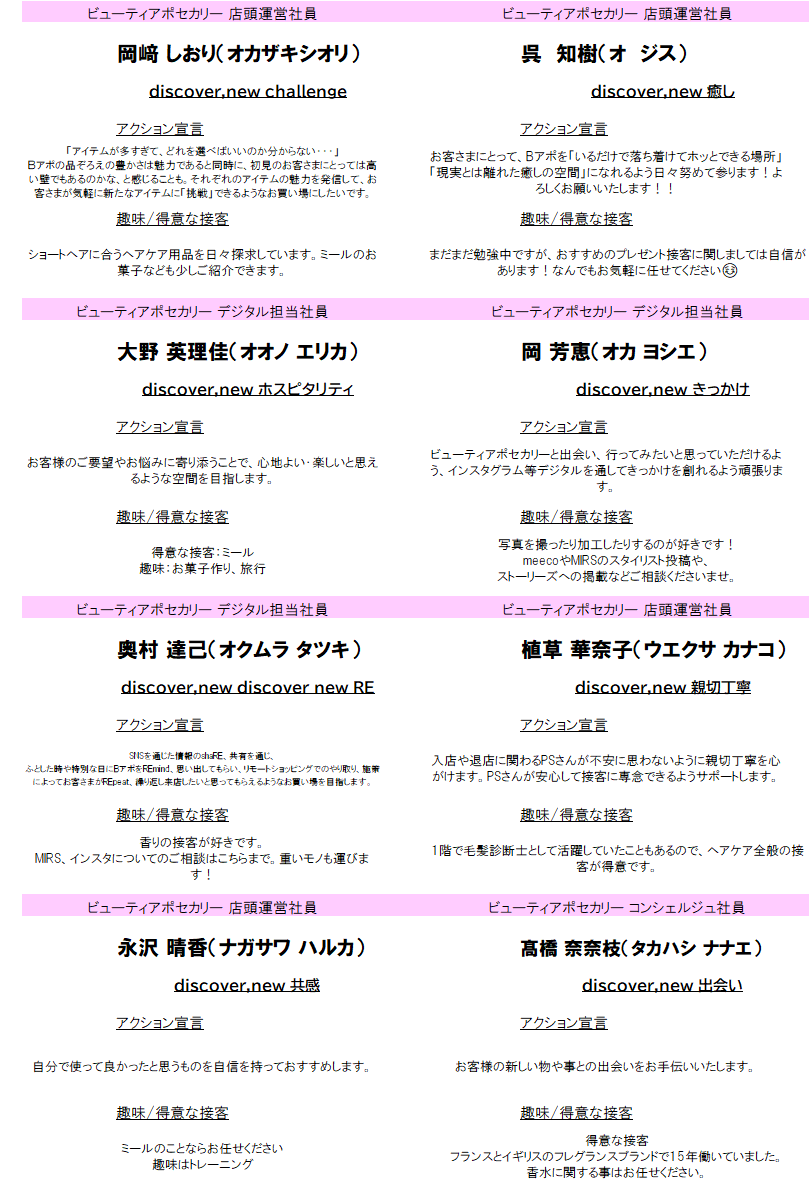 ビューティアポセカリー 店頭運営社員
岡﨑 しおり(オカザキシオリ)
discover,new challenge
アクション宣言
「アイテムが多すぎて、どれを選べばいいのか分からない・・・」
Bアポの品ぞろえの豊かさは魅力であると同時に、初見のお客さまにとっては高
い壁でもあるのかな、と感じることも。それぞれのアイテムの魅力を発信して、お
客さまが気軽に新たなアイテムに「挑戦」できるようなお買い場にしたいです。
趣味/得意な接客
ショートヘアに合うヘアケア用品を日々探求しています。ミールのお
菓子なども少しご紹介できます。
ビューティアポセカリー 店頭運営社員
呉 知樹(オ ジス)
discover,new 癒し
アクション宣言
お客さまにとって、Bアポを「いるだけで落ち着けてホッとできる場所」
「現実とは離れた癒しの空間」になれるよう日々努めて参ります！よ
ろしくお願いいたします！！
趣味/得意な接客
まだまだ勉強中ですが、おすすめのプレゼント接客に関しましては自信が
あります！なんでもお気軽に任せてください
ビューティアポセカリー デジタル担当社員
大野 英理佳(オオノ エリカ)
discover,new ホスピタリティ
アクション宣言
お客様のご要望やお悩みに寄り添うことで、心地よい・楽しいと思え
るような空間を目指します。
趣味/得意な接客
得意な接客：ミール
趣味：お菓子作り、旅行
ビューティアポセカリー デジタル担当社員
岡 芳恵(オカ ヨシエ)
discover,new きっかけ
アクション宣言
ビューティアポセカリーと出会い、行ってみたいと思っていただけるよ
う、インスタグラム等デジタルを通してきっかけを創れるよう頑張りま
す。
趣味/得意な接客
写真を撮ったり加工したりするのが好きです！
meecoやMIRSのスタイリスト投稿や、
ストーリーズへの掲載などご相談くださいませ。
ビューティアポセカリー デジタル担当社員
奥村 達己(オクムラ タツキ)
discover,new discover new RE
アクション宣言
SNSを通じた情報のshaRE、共有を通じ、
ふとした時や特別な日にBアポをREmind、思い出してもらい、リモートショッピングでのやり取り、施策
によってお客さまがREpeat、繰り返し来店したいと思ってもらえるようなお買い場を目指します。
趣味/得意な接客
香りの接客が好きです。
MIRS、インスタについてのご相談はこちらまで。重いモノも運びま
す！
ビューティアポセカリー 店頭運営社員
植草 華奈子(ウエクサ カナコ)
discover,new 親切丁寧
アクション宣言
入店や退店に関わるPSさんが不安に思わないように親切丁寧を心
がけます。PSさんが安心して接客に専念できるようサポートします。
趣味/得意な接客
1階で毛髪診断士として活躍していたこともあるので、ヘアケア全般の接
客が得意です。
ビューティアポセカリー 店頭運営社員
永沢 晴香(ナガサワ ハルカ)
discover,new 共感
アクション宣言
自分で使って良かったと思うものを自信を持っておすすめします。
趣味/得意な接客
ミールのことならお任せください
趣味はトレーニング
ビューティアポセカリー コンシェルジュ社員
髙橋 奈奈枝(タカハシ ナナエ)
discover,new 出会い
アクション宣言
お客様の新しい物や事との出会いをお手伝いいたします。
趣味/得意な接客
得意な接客
フランスとイギリスのフレグランスブランドで15年働いていました。
香水に関する事はお任せください。